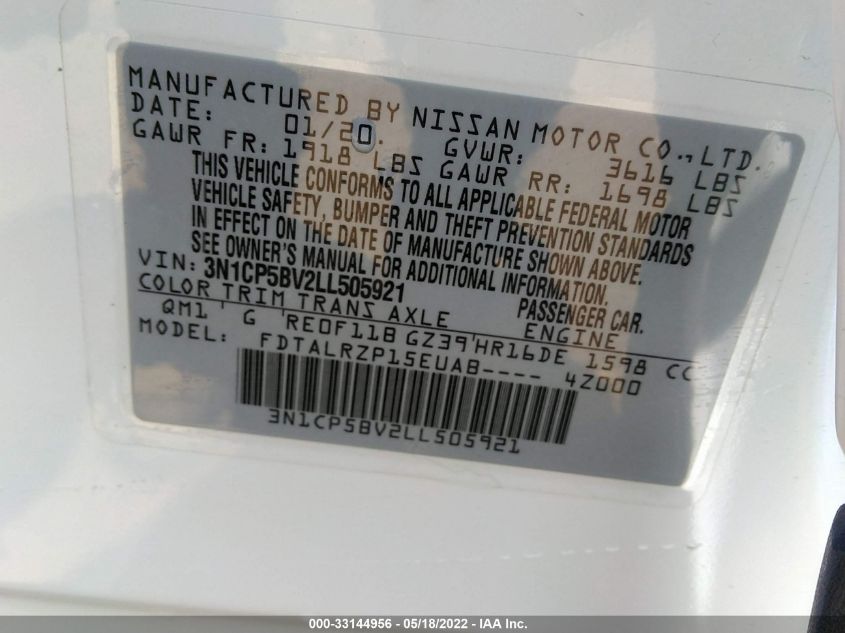 MANUFACTURED BY NISSAN MOTOR CO., LTD.
DATE: 01/20. GVWR: 3616 LBS
GAWR FR: 1918 LBS GAWR RR: 1698 LBS
THIS VEHICLE CONFORMS TO ALL APPLICABLE FEDERAL MOTOR
VEHICLE SAFETY, BUMPER AND THEFT PREVENTION STANDARDS
IN EFFECT ON THE DATE OF MANUFACTURE SHOWN ABOVE.
SEE OWNER'S MANUAL FOR ADDITIONAL INFORMATION.
VIN: 3N1CP5BV2LL505921 PASSENGER CAR.
COLOR TRIM TRANS AXLE ENGINE
QM1 ' G 'RE0F11B GZ39'HR16DE 1598 CC
MODEL: FDTALRZP15EUAB---- 4Z000
3N1CP5BV2LL505921
000-33144956 - 05/18/2022 - IAA Inc.